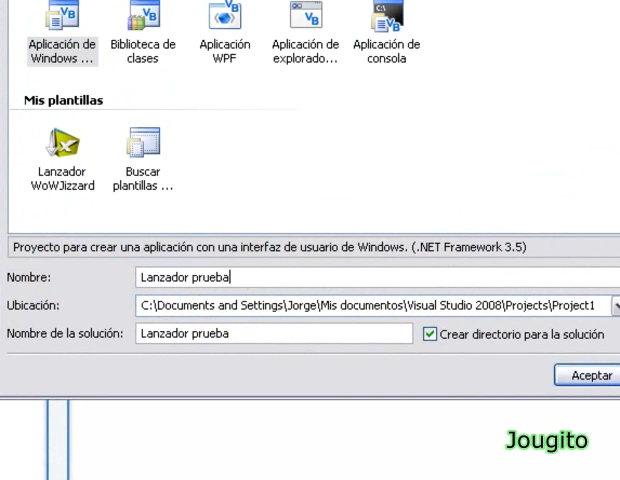 Aplicación de
Windows ...
Biblioteca de
clases
Aplicación
WPF
Aplicación de
explorado...
Aplicación de
consola
Mis plantillas
Lanzador
WoWJizzard
Buscar
plantillas ...
Proyecto para crear una aplicación con una interfaz de usuario de Windows. (.NET Framework 3.5)
Nombre:
Lanzador prueba
Ubicación:
C:\Documents and Settings\Jorge\Mis documentos\Visual Studio 2008\Projects\Project1
Nombre de la solución:
Lanzador prueba
Crear directorio para la solución
Aceptar
Jougito